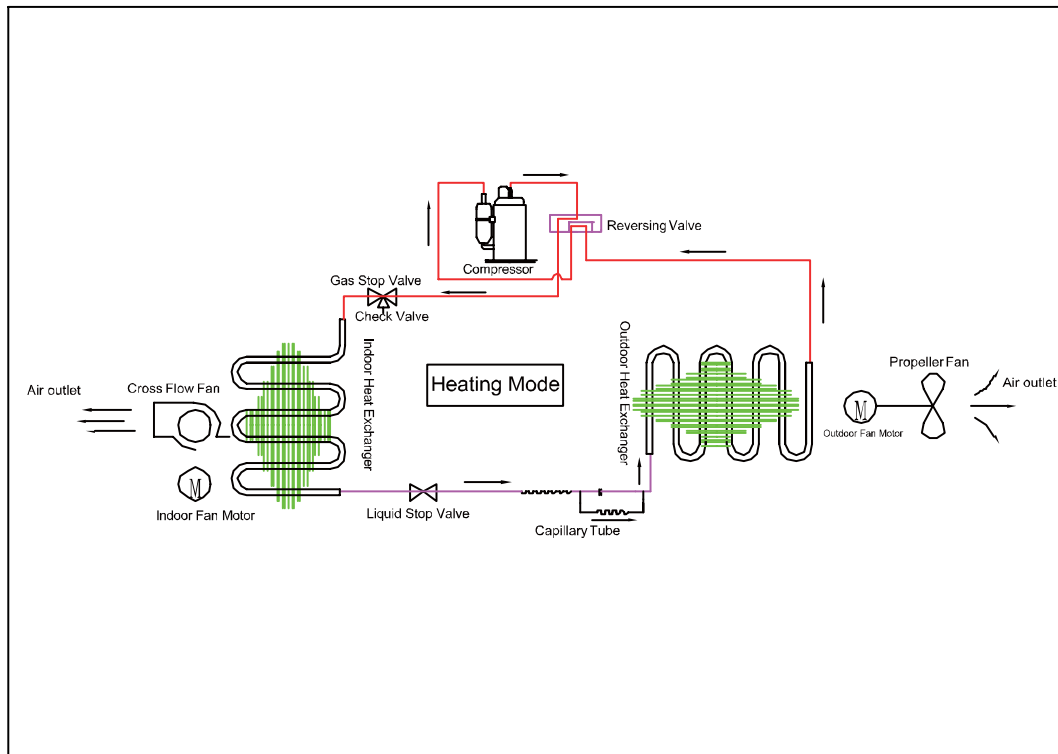 Reversing Valve
Compressor
Gas Stop Valve
Check Valve
Indoor Heat Exchanger
Outdoor Heat Exchanger
Heating Mode
Propeller Fan
Air outlet
Cross Flow Fan
Air outlet
M
Outdoor Fan Motor
M
Indoor Fan Motor
Liquid Stop Valve
Capillary Tube